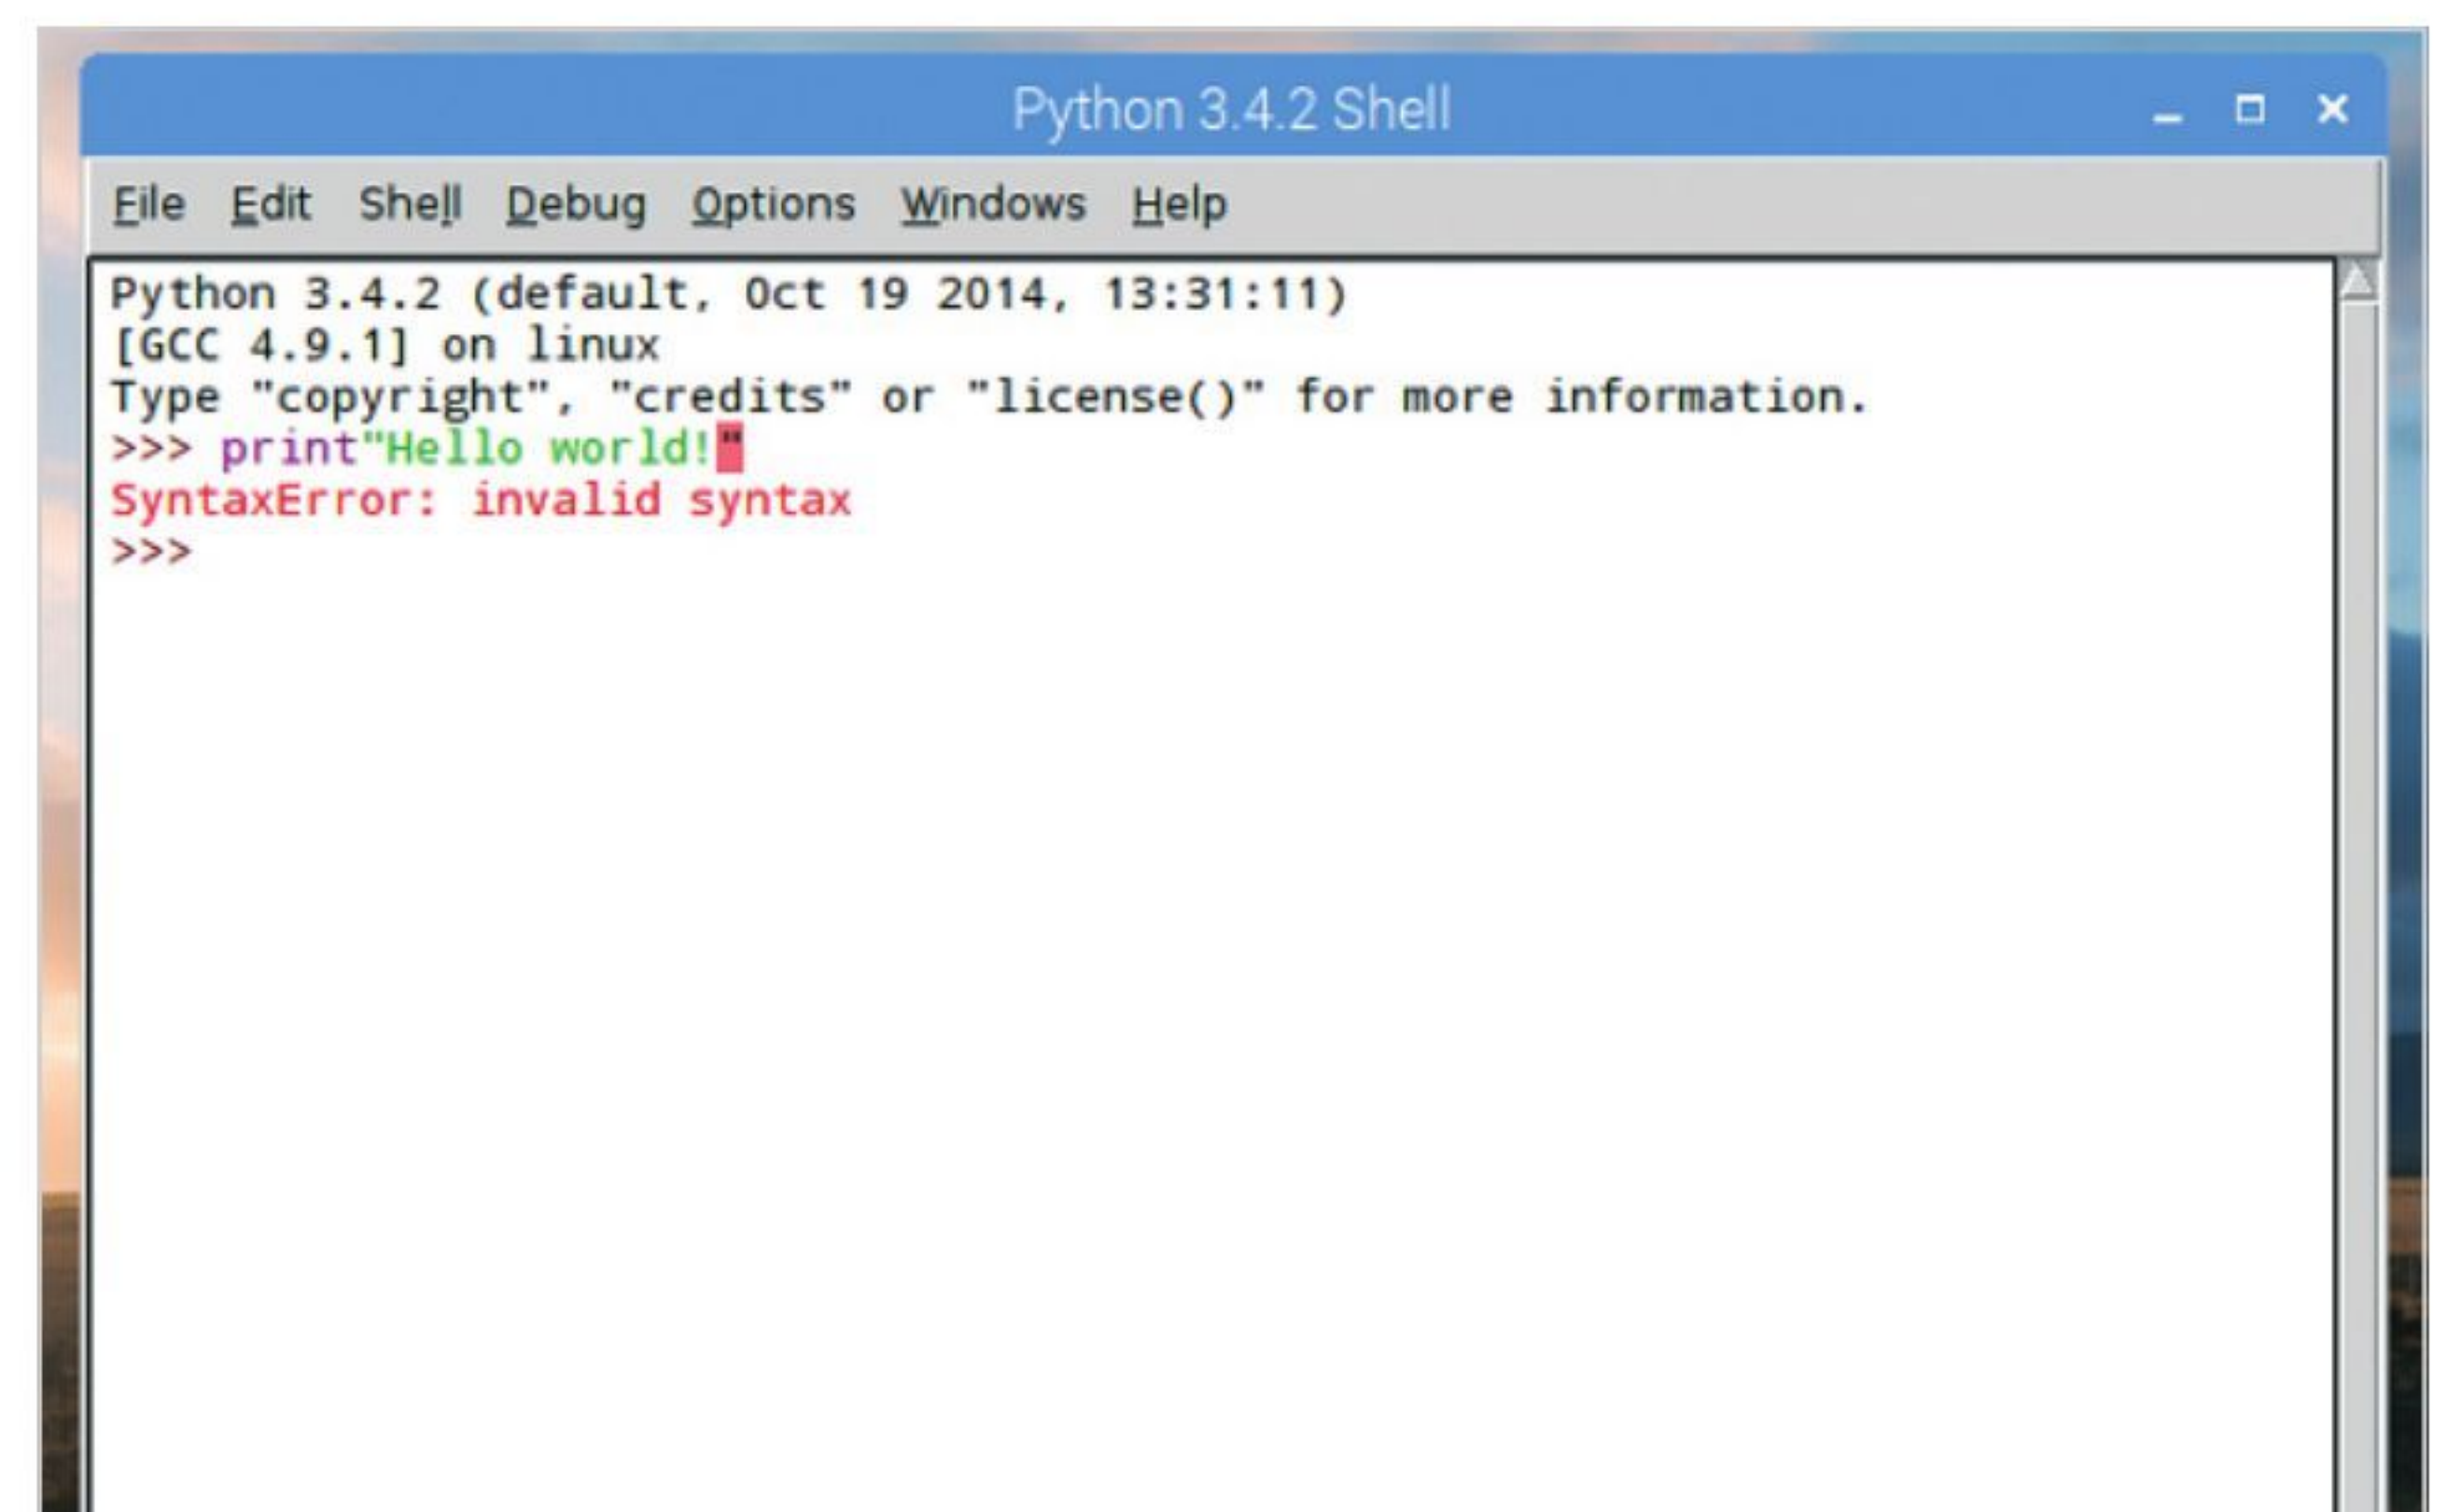 Python 3.4.2 Shell
File Edit Shell Debug Options Windows Help
Python 3.4.2 (default, Oct 19 2014, 13:31:11)
[GCC 4.9.1] on linux
Type "copyright", "credits" or "license()" for more information.
>>> print"Hello world!"
SyntaxError: invalid syntax
>>>